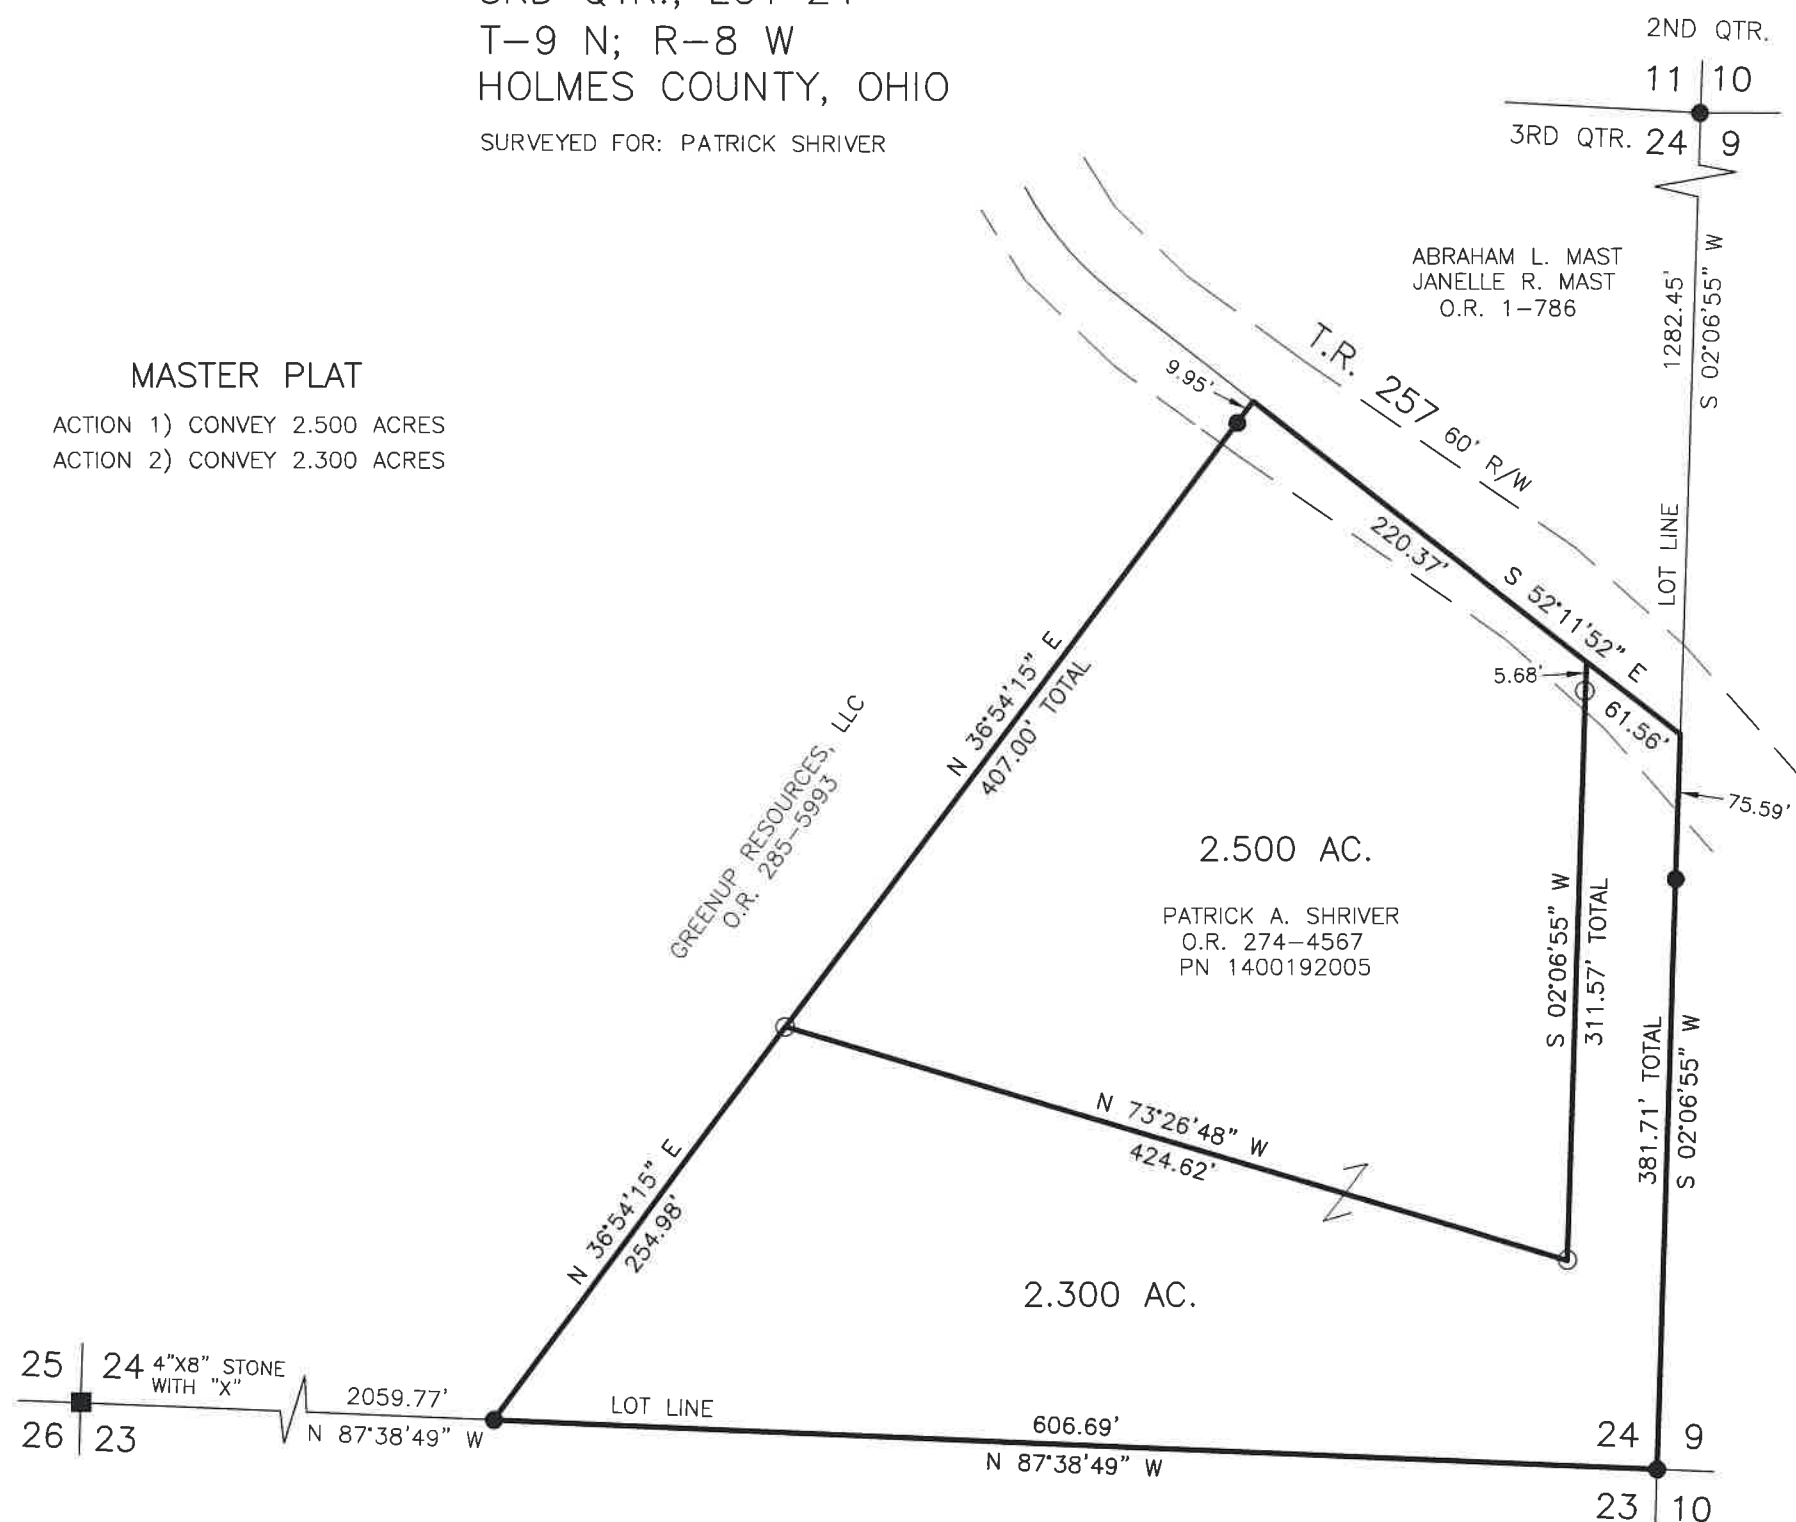 T-9 N; R-8 W
HOLMES COUNTY, OHIO
SURVEYED FOR: PATRICK SHRIVER
2ND QTR.
11 10
3RD QTR. 24 9
MASTER PLAT
ACTION 1) CONVEY 2.500 ACRES
ACTION 2) CONVEY 2.300 ACRES
ABRAHAM L. MAST
JANELLE R. MAST
O.R. 1-786
1282.45'
S 02°06'55" W
LOT LINE
T.R. 257 60' R/W
9.95'
220.37'
S 52°11'52" E
5.68'
61.56'
75.59'
N 36°54'15" E
407.00' TOTAL
GREENUP RESOURCES, LLC
O.R. 285-5993
2.500 AC.
PATRICK A. SHRIVER
O.R. 274-4567
PN 1400192005
S 02°06'55" W
311.57' TOTAL
381.71' TOTAL
S 02°06'55" W
N 73°26'48" W
424.62'
N 36°54'15" E
254.98'
2.300 AC.
25 24 4"X8" STONE
WITH "X"
26 23
2059.77'
N 87°38'49" W
LOT LINE
606.69'
N 87°38'49" W
24 9
23 10